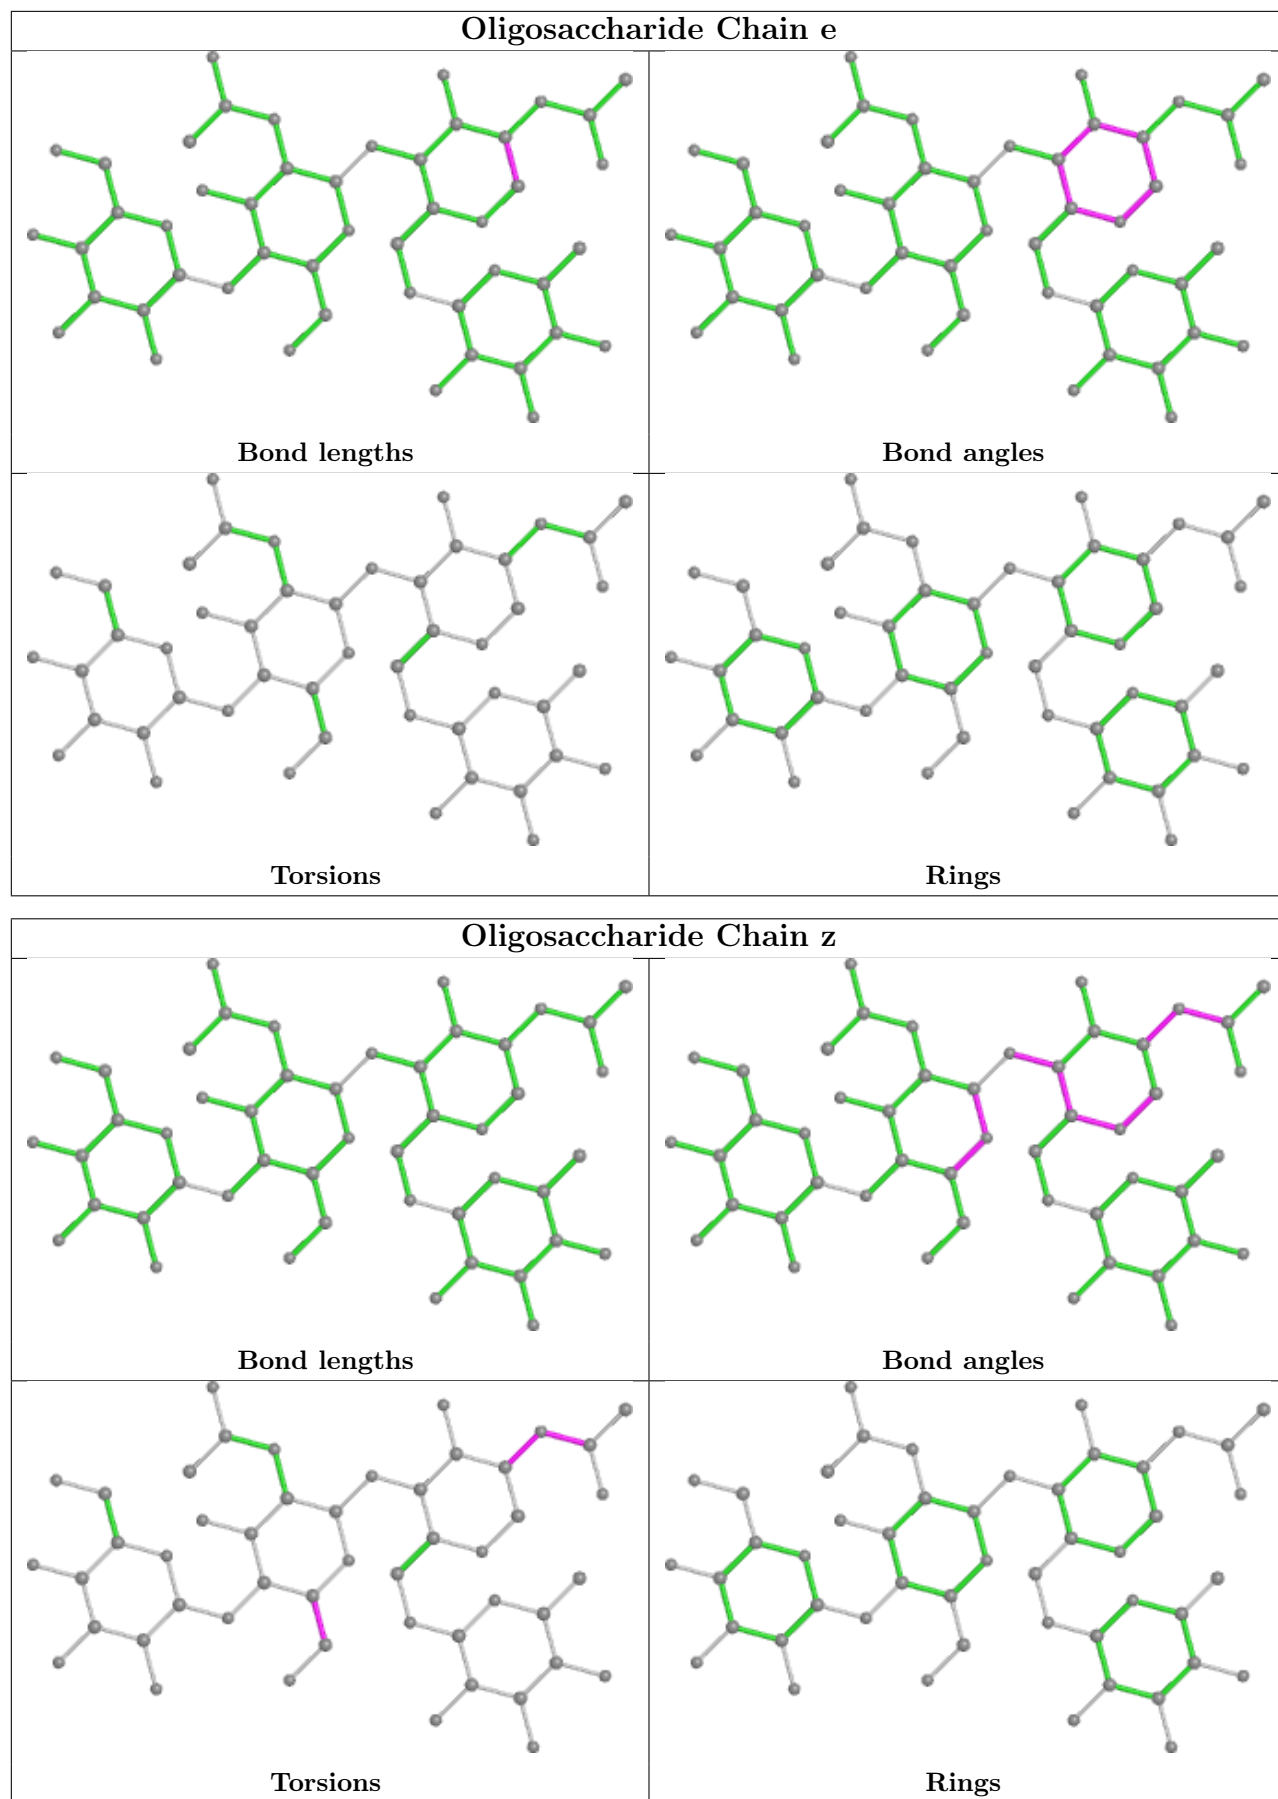 Oligosaccharide Chain e
Bond lengths
Bond angles
Torsions
Rings
Oligosaccharide Chain z
Bond lengths
Bond angles
Torsions
Rings